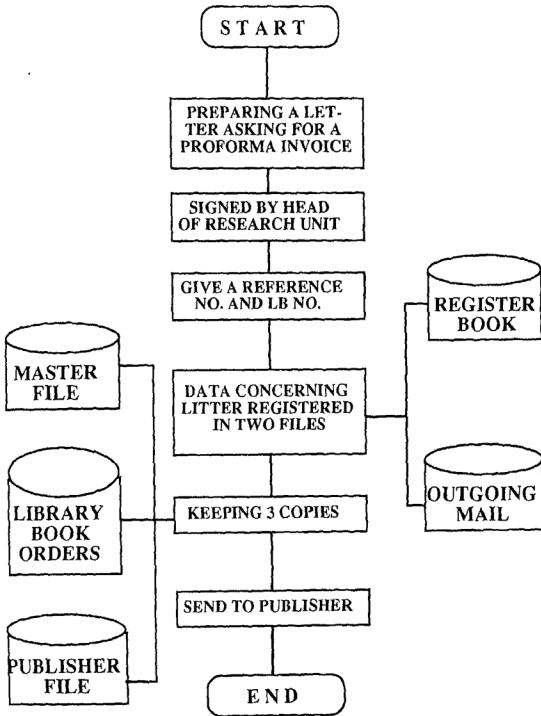 START
PREPARING A LET-
TER ASKING FOR A
PROFORMA INVOICE
SIGNED BY HEAD
OF RESEARCH UNIT
GIVE A REFERENCE
NO. AND LB NO.
REGISTER
BOOK
MASTER
FILE
DATA CONCERNING
LITTER REGISTERED
IN TWO FILES
OUTGOING
MAIL
LIBRARY
BOOK
ORDERS
KEEPING 3 COPIES
SEND TO PUBLISHER
PUBLISHER
FILE
END